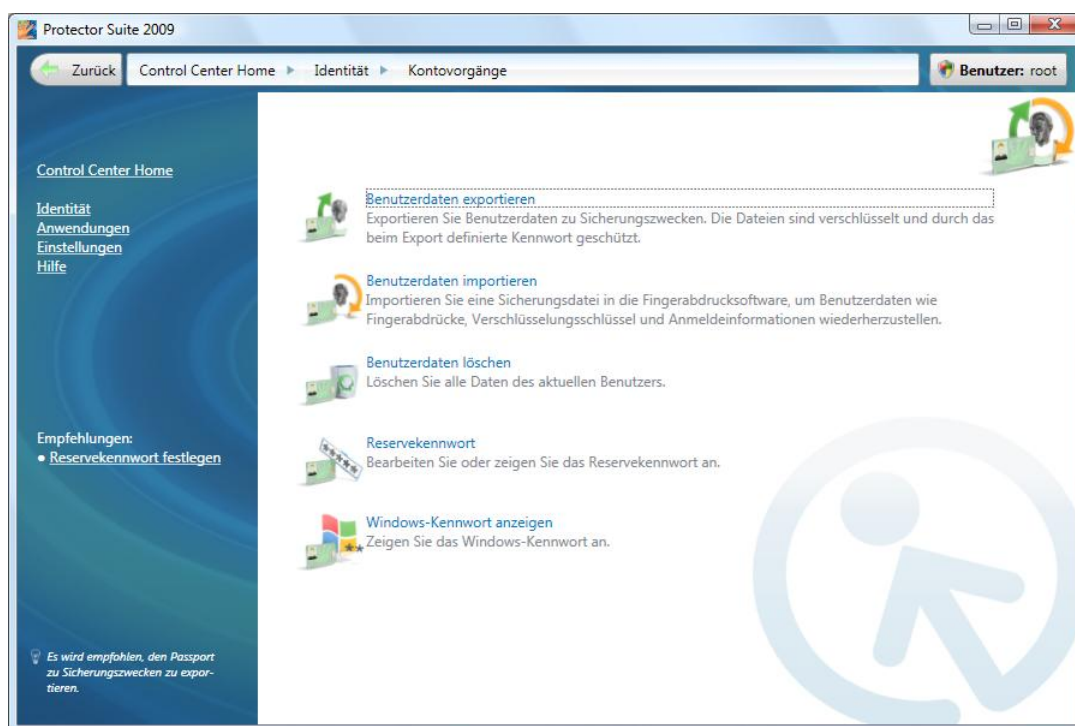 Protector Suite 2009
Zurück Control Center Home Identität Kontovorgänge Benutzer: root
Control Center Home
Identität
Anwendungen
Einstellungen
Hilfe
Empfehlungen:
• Reservekennwort festlegen
Es wird empfohlen, den Passport
zu Sicherungszwecken zu expor-
tieren.
Benutzerdaten exportieren
Exportieren Sie Benutzerdaten zu Sicherungszwecken. Die Dateien sind verschlüsselt und durch das
beim Export definierte Kennwort geschützt.
Benutzerdaten importieren
Importieren Sie eine Sicherungsdatei in die Fingerabdrucksoftware, um Benutzerdaten wie
Fingerabdrücke, Verschlüsselungsschlüssel und Anmeldeinformationen wiederherzustellen.
Benutzerdaten löschen
Löschen Sie alle Daten des aktuellen Benutzers.
Reservekennwort
Bearbeiten Sie oder zeigen Sie das Reservekennwort an.
Windows-Kennwort anzeigen
Zeigen Sie das Windows-Kennwort an.